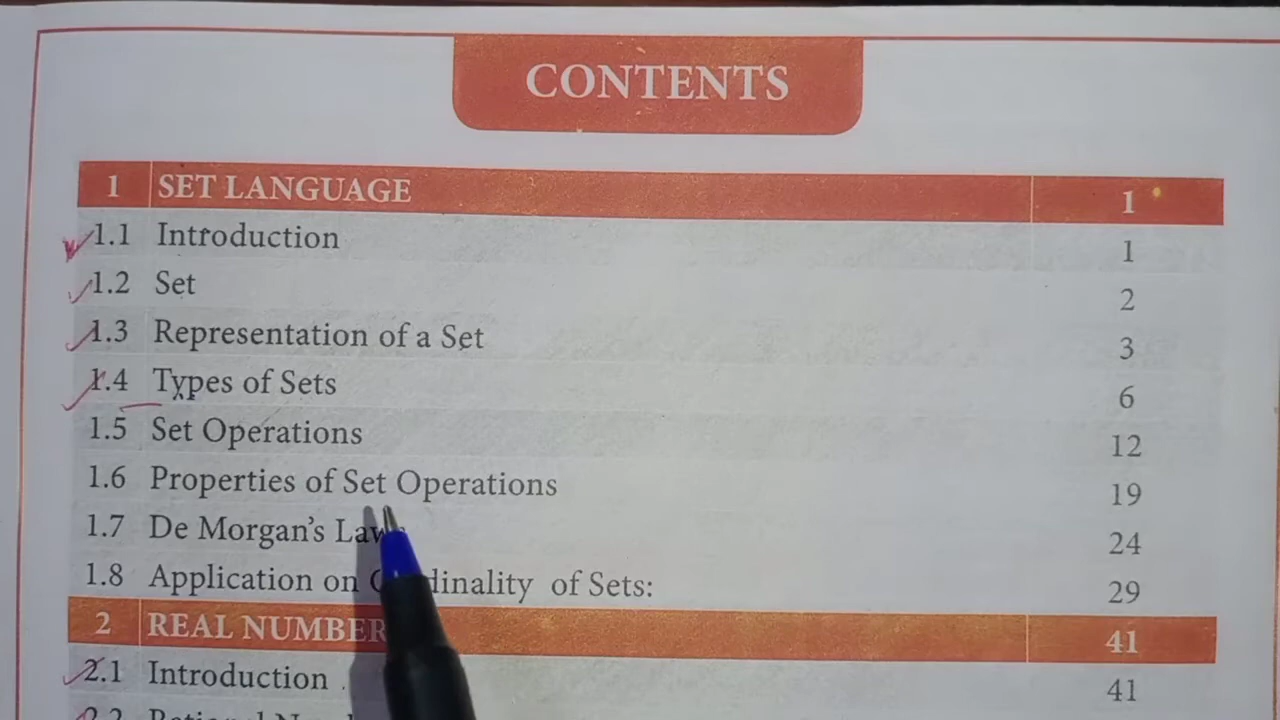 CONTENTS
1 SET LANGUAGE 1
1.1 Introduction 1
1.2 Set 2
1.3 Representation of a Set 3
1.4 Types of Sets 6
1.5 Set Operations 12
1.6 Properties of Set Operations 19
1.7 De Morgan's 24
1.8 Application on of Sets: 29
2 REAL 41
2.1 Introduction 41